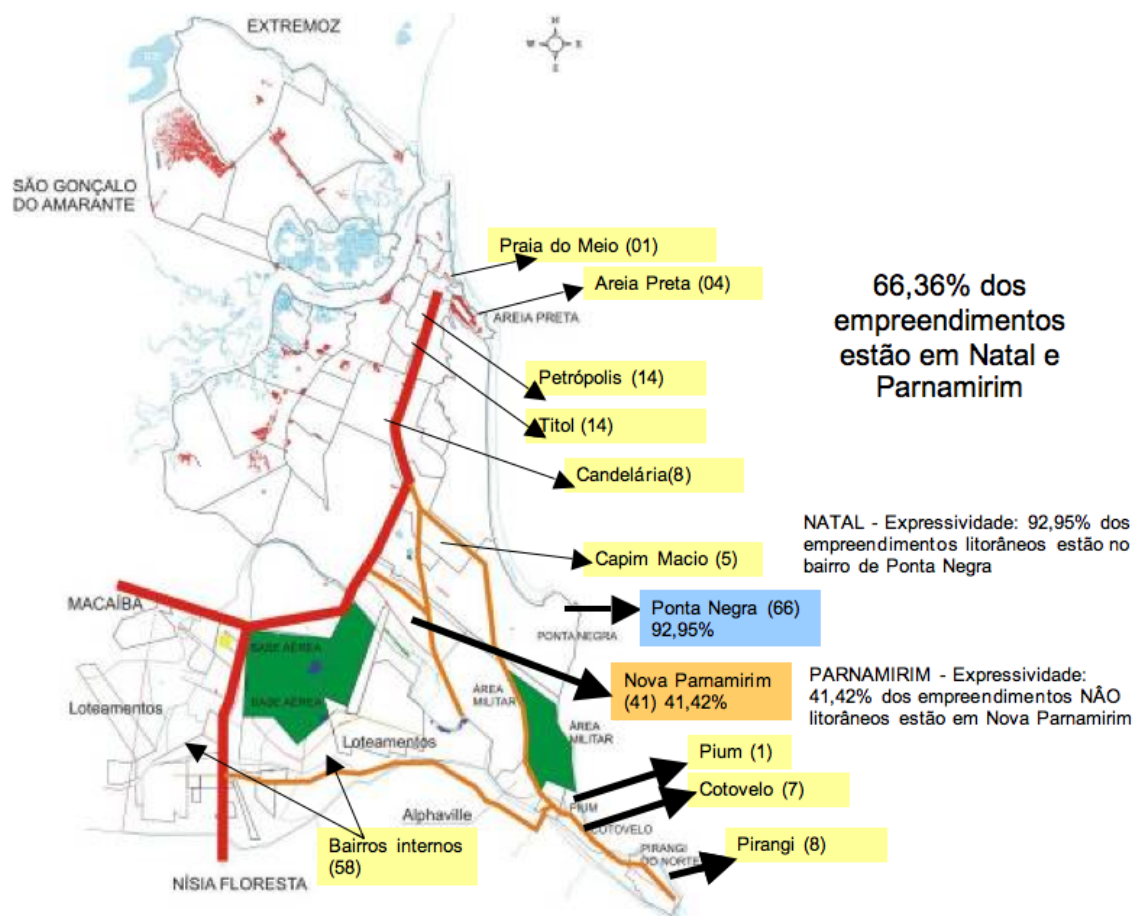 EXTREMOZ
N
W E
S
SÃO GONÇALO
DO AMARANTE
Praia do Meio (01)
Areia Preta (04)
AREIA PRETA
66,36% dos
empreendimentos
estão em Natal e
Parnamirim
Petrópolis (14)
Titol (14)
Candelária(8)
NATAL - Expressividade: 92,95% dos
empreendimentos litorâneos estão no
bairro de Ponta Negra
Capim Macio (5)
MACAÍBA
Ponta Negra (66)
92,95%
PONTA NEGRA
BASE AÉREA
Nova Parnamirim
(41) 41,42%
PARNAMIRIM - Expressividade:
41,42% dos empreendimentos NÃO
litorâneos estão em Nova Parnamirim
ÁREA
MILITAR
BASE AÉREA
Loteamentos
ÁREA
MILITAR
Loteamentos
Pium (1)
Cotovelo (7)
PIUM
Alphaville
COTOVELO
Bairros internos
(58)
PIRANGI
DO NORTE
Pirangi (8)
NÍSIA FLORESTA